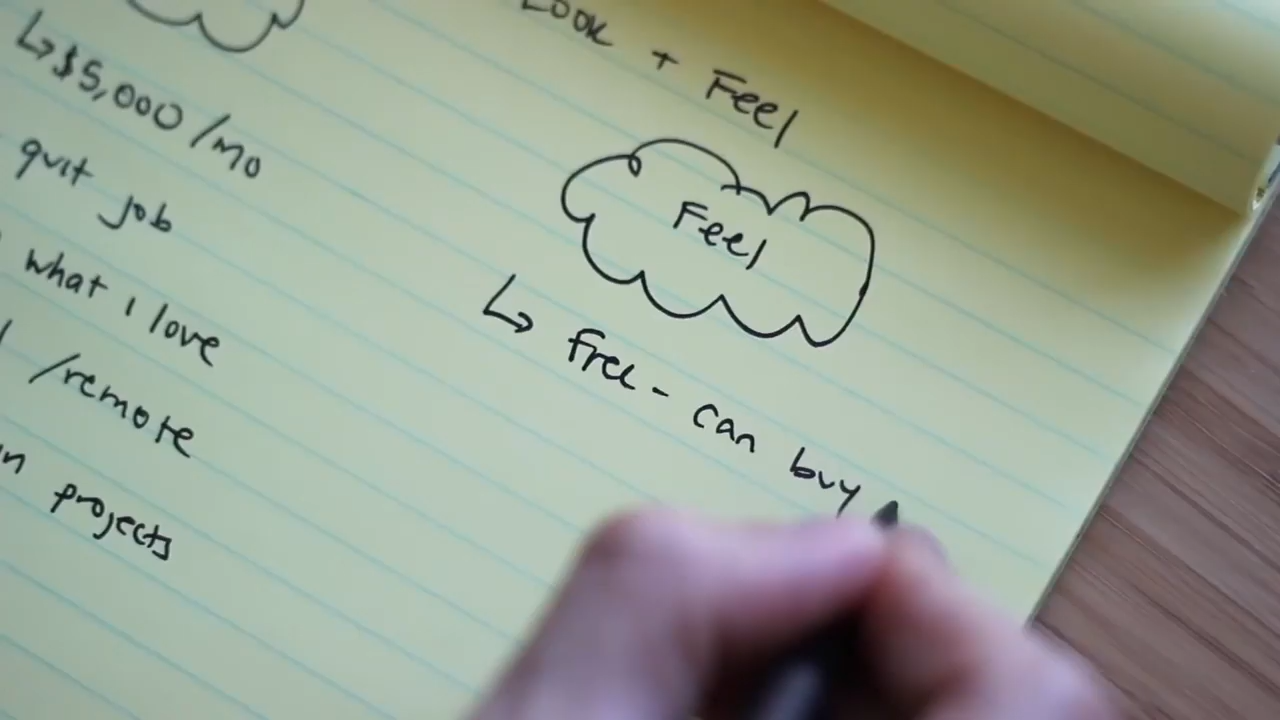 $5,000/mo
quit job
what I love
/remote
projects
Look + Feel
Feel
Free - can buy